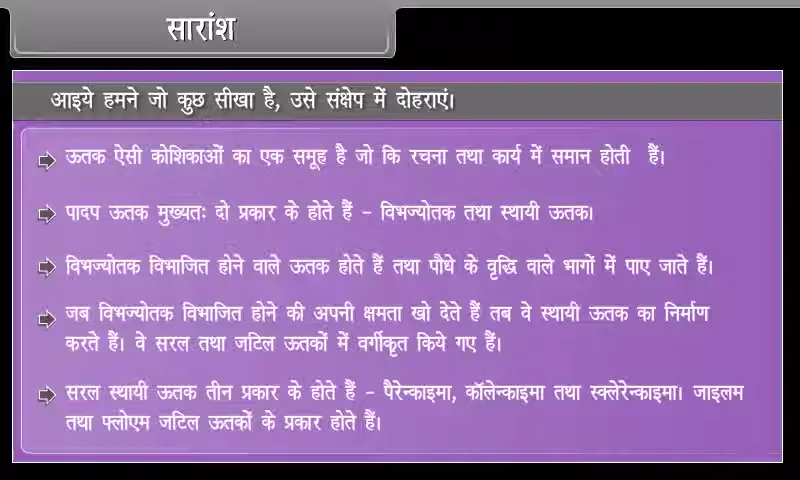 सारांश
आइये हमने जो कुछ सीखा है, उसे संक्षेप में दोहराएं।
ऊतक ऐसी कोशिकाओं का एक समूह है जो कि रचना तथा कार्य में समान होती हैं।
पादप ऊतक मुख्यतः दो प्रकार के होते हैं - विभज्योतक तथा स्थायी ऊतक।
विभज्योतक विभाजित होने वाले ऊतक होते हैं तथा पौधे के वृद्धि वाले भागों में पाए जाते हैं।
जब विभज्योतक विभाजित होने की अपनी क्षमता खो देते हैं तब वे स्थायी ऊतक का निर्माण
करते हैं। वे सरल तथा जटिल ऊतकों में वर्गीकृत किये गए हैं।
सरल स्थायी ऊतक तीन प्रकार के होते हैं - पैरेन्काइमा, कॉलेन्काइमा तथा स्क्लेरेन्काइमा। जाइलम
तथा फ्लोएम जटिल ऊतकों के प्रकार होते हैं।